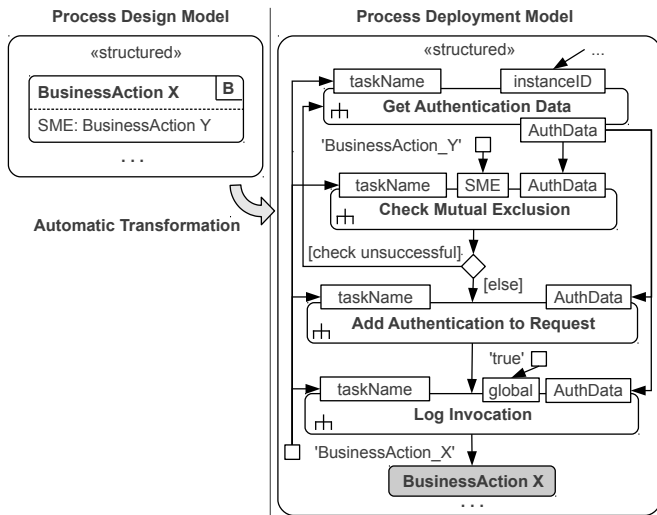 Process Design Model
«structured»
BusinessAction X
B
SME: BusinessAction Y
. . .
Automatic Transformation
Process Deployment Model
«structured»
...
taskName
instanceID
Get Authentication Data
AuthData
'BusinessAction_Y'
taskName
SME
AuthData
Check Mutual Exclusion
[check unsuccessful]
[else]
taskName
AuthData
Add Authentication to Request
'true'
taskName
global
AuthData
Log Invocation
'BusinessAction_X'
BusinessAction X
. . .